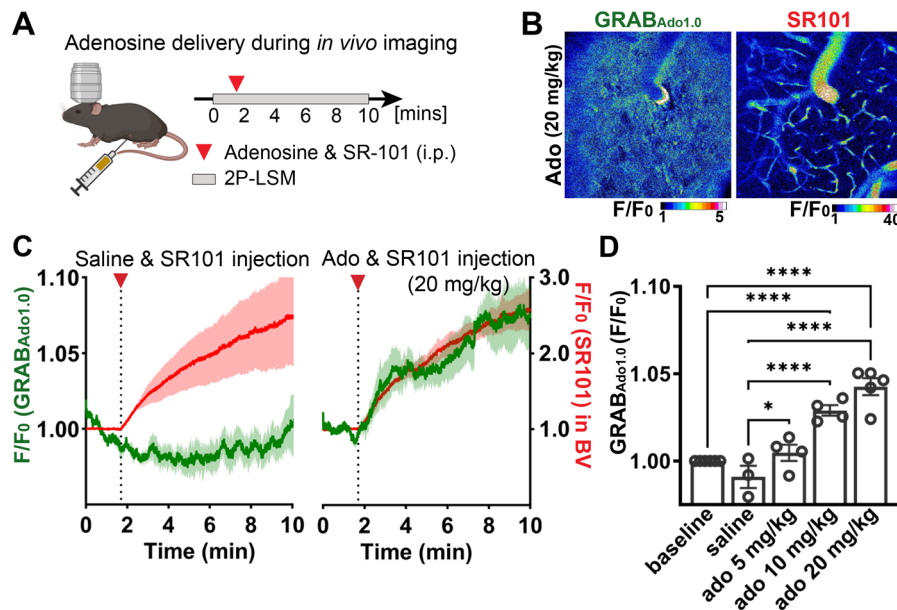 A
Adenosine delivery during in vivo imaging
0 2 4 6 8 10 [mins]
Adenosine & SR-101 (i.p.)
2P-LSM
B
GRABAdo1.0 SR101
Ado (20 mg/kg)
F/F0 1 5
F/F0 1 40
C
Saline & SR101 injection
Ado & SR101 injection
(20 mg/kg)
F/F0 (GRABAdo1.0)
1.10
1.05
1.00
0 2 4 6 8 10
Time (min)
0 2 4 6 8 10
Time (min)
3.0
2.0
1.0
F/F0 (SR101) in BV
D
GRABAdo1.0 (F/F0)
1.10
1.05
1.00
****
****
****
****
*
baseline
saline
ado 5 mg/kg
ado 10 mg/kg
ado 20 mg/kg